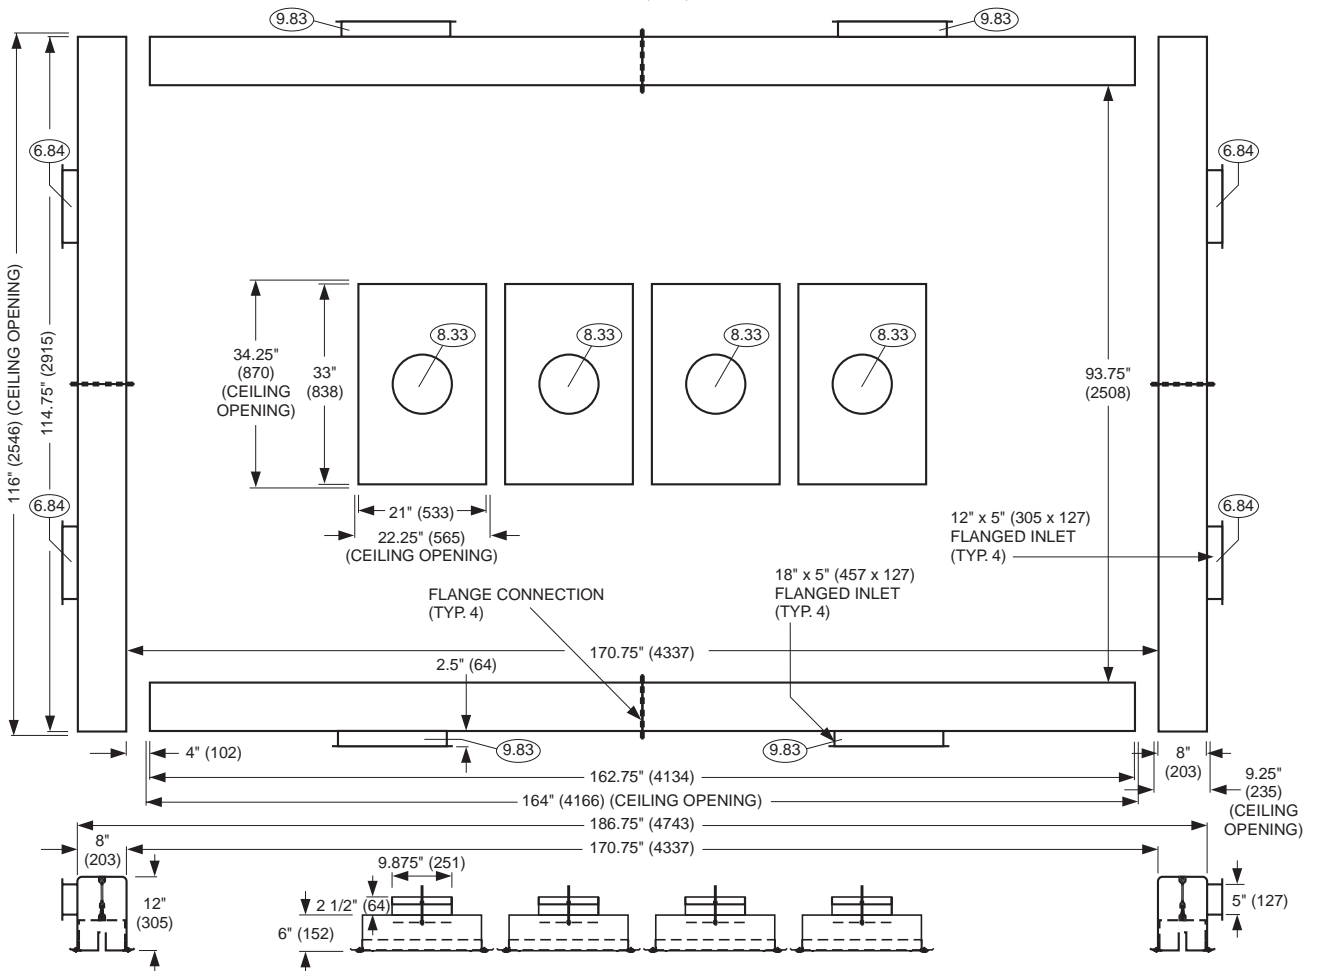 9.83
9.83
6.84
6.84
116" (2546) (CEILING OPENING)
114.75" (2915)
8.33
8.33
8.33
8.33
34.25"
(870)
(CEILING
OPENING)
33"
(838)
93.75"
(2508)
6.84
6.84
21" (533)
22.25" (565)
(CEILING OPENING)
12" x 5" (305 x 127)
FLANGED INLET
(TYP. 4)
18" x 5" (457 x 127)
FLANGED INLET
(TYP. 4)
FLANGE CONNECTION
(TYP. 4)
170.75" (4337)
2.5" (64)
4" (102)
9.83
9.83
8"
(203)
162.75" (4134)
9.25"
(235)
(CEILING
OPENING)
164" (4166) (CEILING OPENING)
186.75" (4743)
8"
(203)
170.75" (4337)
9.875" (251)
12"
(305)
2 1/2" (64)
6" (152)
5" (127)